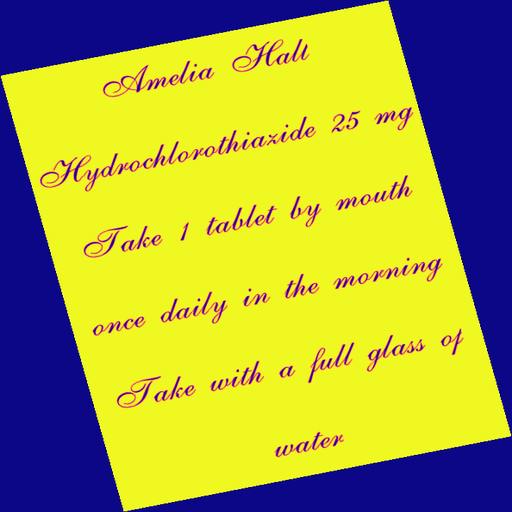 Amelia Halt
Hydrochlorothiazide 25 mg
Take 1 tablet by mouth
once daily in the morning
Take with a full glass of
water